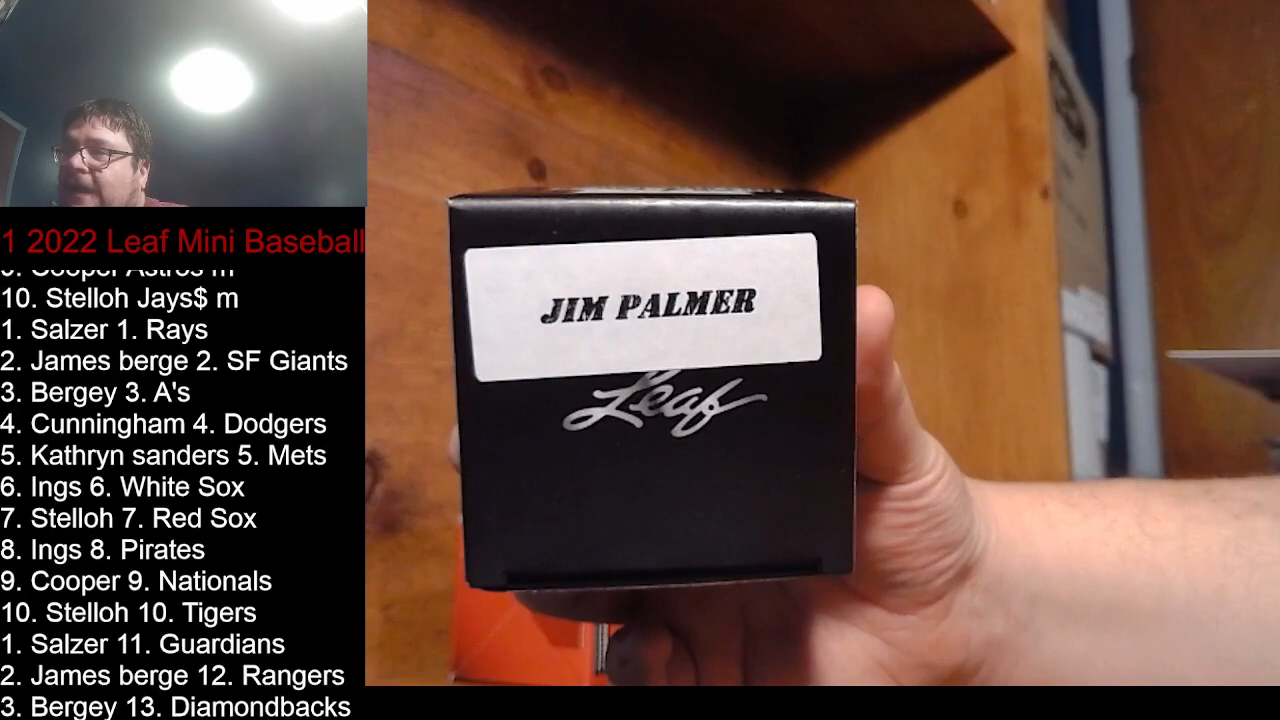 1 2022 Leaf Mini Baseball
9. Cooper Astros m
10. Stelloh Jays$ m
1. Salzer 1. Rays
2. James berge 2. SF Giants
3. Bergey 3. A's
4. Cunningham 4. Dodgers
5. Kathryn sanders 5. Mets
6. Ings 6. White Sox
7. Stelloh 7. Red Sox
8. Ings 8. Pirates
9. Cooper 9. Nationals
10. Stelloh 10. Tigers
1. Salzer 11. Guardians
2. James berge 12. Rangers
3. Bergey 13. Diamondbacks
JIM PALMER
Leaf